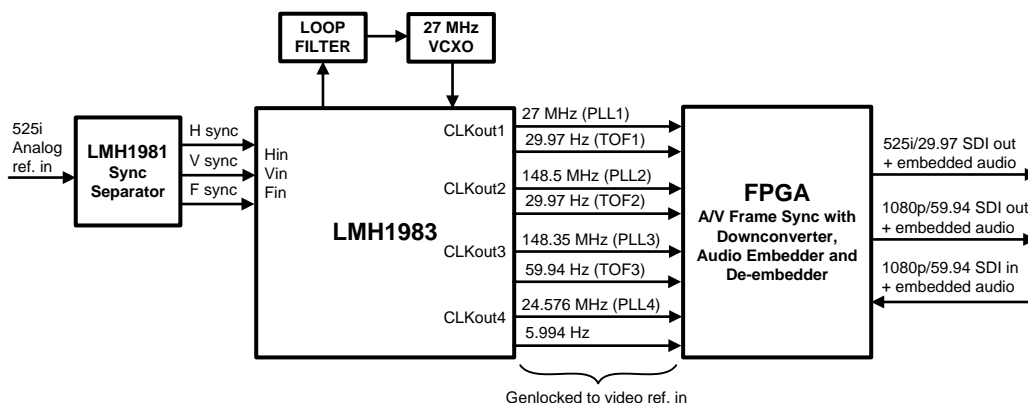 LOOP
FILTER
27 MHz
VCXO
525i
Analog
ref. in
LMH1981
Sync
Separator
H sync
V sync
F sync
Hin
Vin
Fin
LMH1983
CLKout1
CLKout2
CLKout3
CLKout4
27 MHz (PLL1)
29.97 Hz (TOF1)
148.5 MHz (PLL2)
29.97 Hz (TOF2)
148.35 MHz (PLL3)
59.94 Hz (TOF3)
24.576 MHz (PLL4)
5.994 Hz
FPGA
A/V Frame Sync with
Downconverter,
Audio Embedder and
De-embedder
525i/29.97 SDI out
+ embedded audio
1080p/59.94 SDI out
+ embedded audio
1080p/59.94 SDI in
+ embedded audio
Genlocked to video ref. in